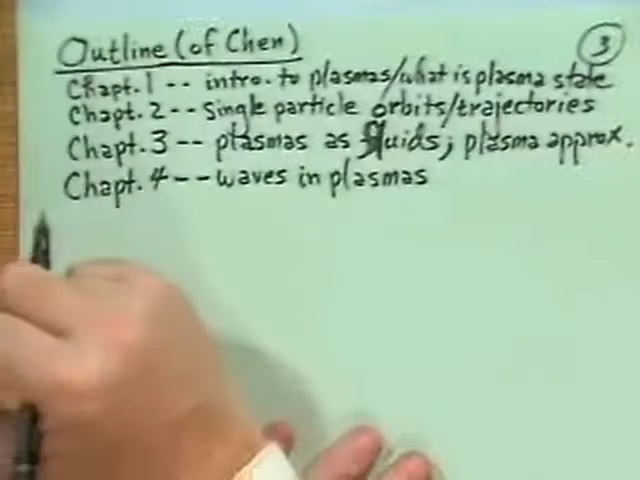 Outline (of Chen)
3
Chapt. 1 -- intro. to plasmas/what is plasma state
Chapt. 2 -- Single particle orbits/trajectories
Chapt. 3 -- plasmas as fluids; plasma approx.
Chapt. 4 -- waves in plasmas